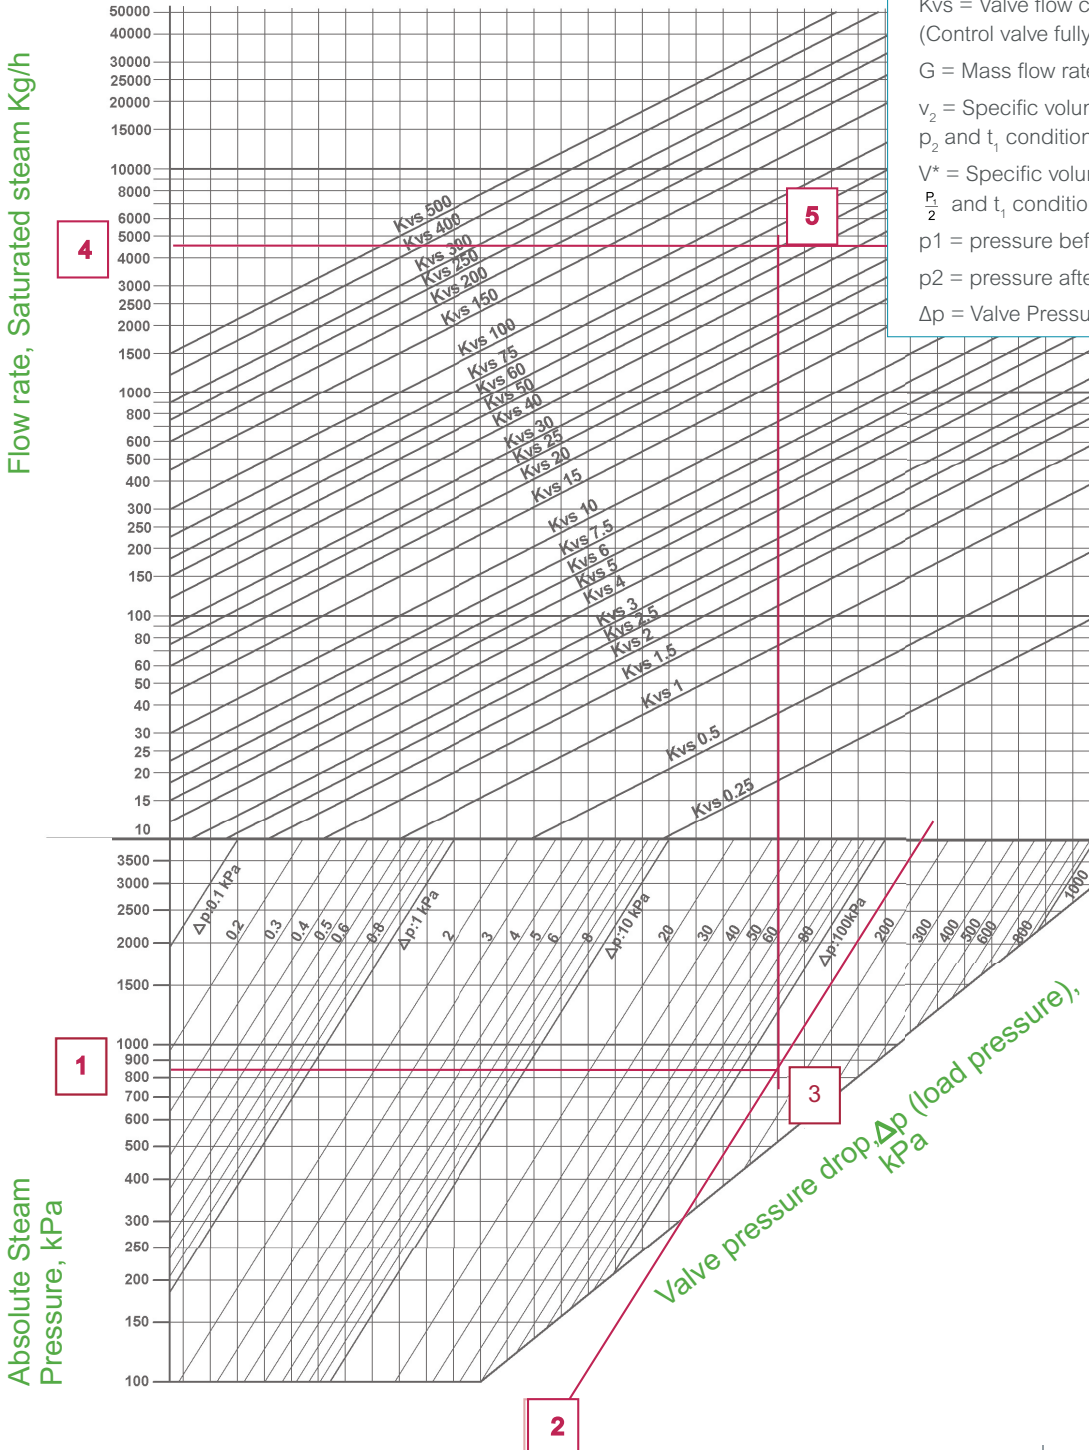 Flow rate, Saturated steam Kg/h
50000
40000
30000
25000
20000
15000
10000
8000
6000
5000
4000
3000
2500
2000
1500
1000
800
600
500
400
300
250
200
150
100
80
60
50
40
30
25
20
15
10
4
5
Kvs 500
Kvs 400
Kvs 300
Kvs 250
Kvs 200
Kvs 150
Kvs 100
Kvs 75
Kvs 60
Kvs 50
Kvs 40
Kvs 30
Kvs 25
Kvs 20
Kvs 15
Kvs 10
Kvs 7.5
Kvs 6
Kvs 5
Kvs 4
Kvs 3
Kvs 2.5
Kvs 2
Kvs 1.5
Kvs 1
Kvs 0.5
Kvs 0.25
Kvs = Valve flow c
(Control valve fully
G = Mass flow rate
v2 = Specific volu
p2 and t1 condition
V* = Specific volu
P1/2 and t1 conditio
p1 = pressure bef
p2 = pressure afte
Δp = Valve Pressu
Absolute Steam
Pressure, kPa
3500
3000
2500
2000
1500
1000
900
800
700
600
500
400
300
250
200
150
100
1
2
3
Δp:0.1 kPa
0.2
0.3
0.4
0.5
0.6
0.8
Δp:1 kPa
2
3
4
5
6
8
Δp:10 kPa
20
30
40
50
60
80
Δp:100kPa
200
300
400
500
600
800
1000
Valve pressure drop,Δp (load pressure),
kPa